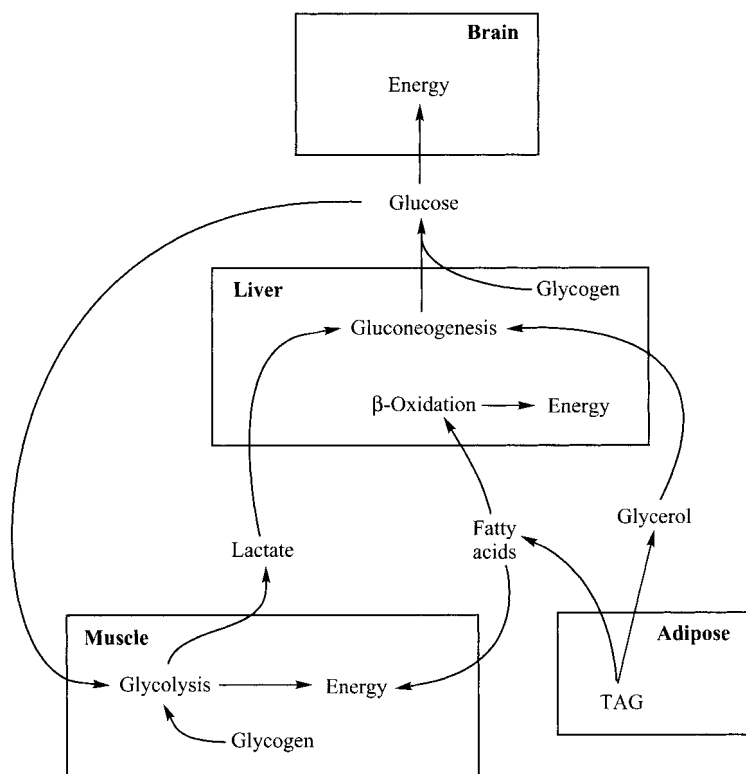 Brain
Energy
Glucose
Liver
Glycogen
Gluconeogenesis
β-Oxidation
Energy
Glycerol
Fatty
acids
Lactate
Muscle
Adipose
Glycolysis
Energy
TAG
Glycogen